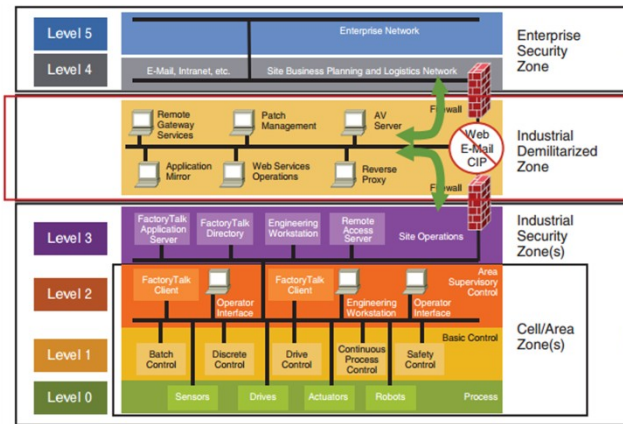 Level 5
Enterprise Network
Enterprise
Security
Zone
Level 4
E-Mail, Intranet, etc.
Site Business Planning and Logistics Network
Firewall
Remote
Gateway
Services
Patch
Management
AV
Server
Web
E-Mail
CIP
Industrial
Demilitarized
Zone
Application
Mirror
Web Services
Operations
Reverse
Proxy
Firewall
Level 3
FactoryTalk
Application
Server
FactoryTalk
Directory
Engineering
Workstation
Remote
Access
Server
Site Operations
Industrial
Security
Zone(s)
Level 2
FactoryTalk
Client
Operator
Interface
FactoryTalk
Client
Engineering
Workstation
Operator
Interface
Area
Supervisory
Control
Cell/Area
Zone(s)
Level 1
Basic Control
Batch
Control
Discrete
Control
Drive
Control
Continuous
Process
Control
Safety
Control
Level 0
Sensors
Drives
Actuators
Robots
Process